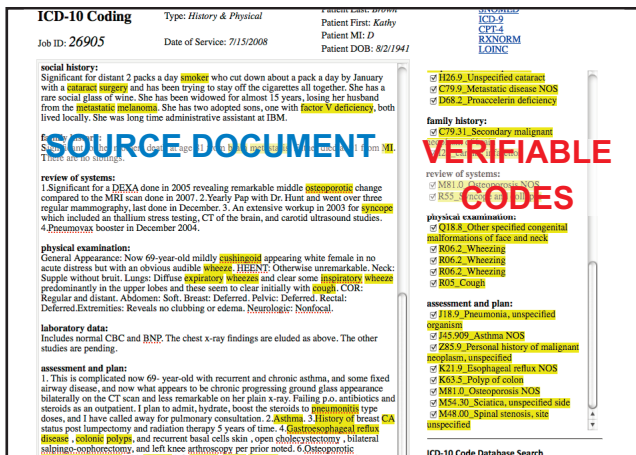 ICD-10 Coding
Type: History & Physical
Patient Last: Brown
Patient First: Kathy
Job ID: 26905
Date of Service: 7/15/2008
Patient MI: D
Patient DOB: 8/2/1941
SNOMED
ICD-9
CPT-4
RXNORM
LOINC
social history:
Significant for distant 2 packs a day smoker who cut down about a pack a day by January
with a cataract surgery and has been trying to stay off the cigarettes all together. She has a
rare social glass of wine. She has been widowed for almost 15 years, losing her husband
from the metastatic melanoma. She has two adopted sons, one with factor V deficiency, both
lived locally. She was long time administrative assistant at IBM.
family history:
SOURCE DOCUMENT
from MI.
There are no siblings.
review of systems:
1.Significant for a DEXA done in 2005 revealing remarkable middle osteoporotic change
compared to the MRI scan done in 2007. 2.Yearly Pap with Dr. Hunt and went over three
regular mammography, last done in December. 3. An extensive workup in 2003 for syncope
which included an thallium stress testing, CT of the brain, and carotid ultrasound studies.
4.Pneumovax booster in December 2004.
physical examination:
General Appearance: Now 69-year-old mildly cushingoid appearing white female in no
acute distress but with an obvious audible wheeze. HEENT: Otherwise unremarkable. Neck:
Supple without bruit. Lungs: Diffuse expiratory wheezes and clear some inspiratory wheeze
predominantly in the upper lobes and these seem to clear initially with cough. COR:
Regular and distant. Abdomen: Soft. Breast: Deferred. Pelvic: Deferred. Rectal:
Deferred.Extremities: Reveals no clubbing or edema. Neurologic: Nonfocal.
laboratory data:
Includes normal CBC and BNP. The chest x-ray findings are eluded as above. The other
studies are pending.
assessment and plan:
1. This is complicated now 69- year-old with recurrent and chronic asthma, and some fixed
airway disease, and now what appears to be chronic progressing ground glass appearance
bilaterally on the CT scan and less remarkable on her plain x-ray. Failing p.o. antibiotics and
steroids as an outpatient. I plan to admit, hydrate, boost the steroids to pneumonitis type
doses, and I have called away for pulmonary consultation. 2.Asthma. 3.History of breast CA
status post lumpectomy and radiation therapy 5 years of time. 4.Gastroesophageal reflux
disease , colonic polyps, and recurrent basal cells skin , open cholecystectomy , bilateral
salpingo-oophorectomy, and left knee arthroscopy per prior noted. 6.Osteoporotic
H26.9_Unspecified cataract
C79.9_Metastatic disease NOS
D68.2_Proaccelerin deficiency
family history:
C79.31_Secondary malignant
VERIFIABLE
review of systems:
M81.0_Osteoporosis NOS
R55_Syncope and collapse
CODES
physical examination:
Q18.8_Other specified congenital
malformations of face and neck
R06.2_Wheezing
R06.2_Wheezing
R06.2_Wheezing
R05_Cough
assessment and plan:
J18.9_Pneumonia, unspecified
organism
J45.909_Asthma NOS
Z85.9_Personal history of malignant
neoplasm, unspecified
K21.9_Esophageal reflux NOS
K63.5_Polyp of colon
M81.0_Osteoporosis NOS
M54.30_Sciatica, unspecified side
M48.00_Spinal stenosis, site
unspecified
ICD-10 Code Database Search